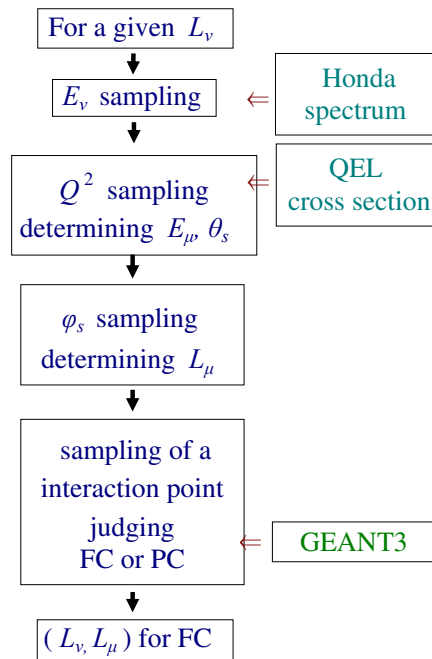 For a given L_ν
E_ν sampling
⇐
Honda
spectrum
Q² sampling
determining E_μ, θ_s
⇐
QEL
cross section
φ_s sampling
determining L_μ
sampling of a
interaction point
judging
FC or PC
⇐
GEANT3
( L_ν, L_μ ) for FC